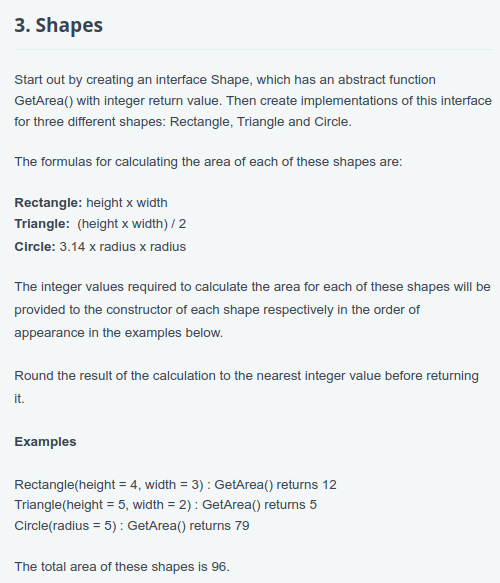 3. Shapes
Start out by creating an interface Shape, which has an abstract function
GetArea() with integer return value. Then create implementations of this interface
for three different shapes: Rectangle, Triangle and Circle.
The formulas for calculating the area of each of these shapes are:
Rectangle: height x width
Triangle: (height x width) / 2
Circle: 3.14 x radius x radius
The integer values required to calculate the area for each of these shapes will be
provided to the constructor of each shape respectively in the order of
appearance in the examples below.
Round the result of the calculation to the nearest integer value before returning
it.
Examples
Rectangle(height = 4, width = 3) : GetArea() returns 12
Triangle(height = 5, width = 2) : GetArea() returns 5
Circle(radius = 5) : GetArea() returns 79
The total area of these shapes is 96.